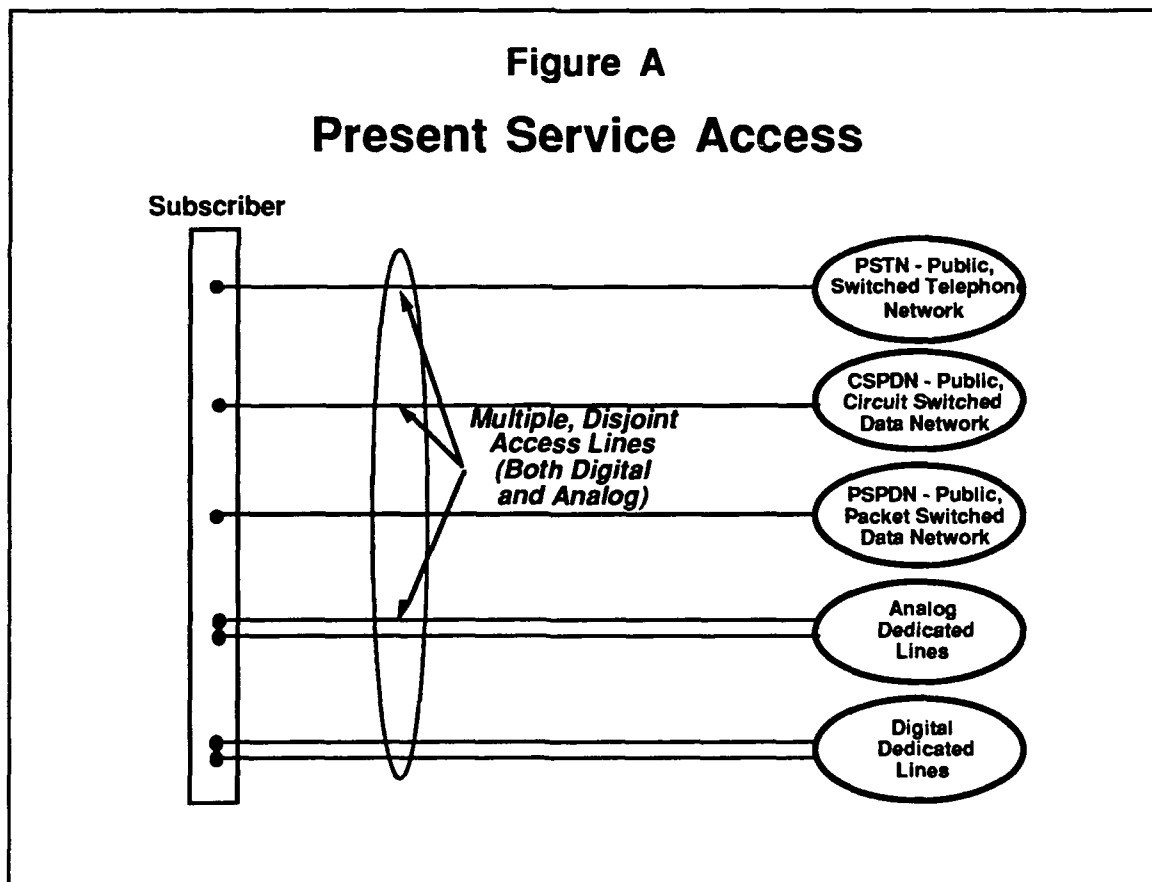 Figure A
Present Service Access
Subscriber
PSTN - Public,
Switched Telephone
Network
CSPDN - Public,
Circuit Switched
Data Network
Multiple, Disjoint
Access Lines
(Both Digital
and Analog)
PSPDN - Public,
Packet Switched
Data Network
Analog
Dedicated
Lines
Digital
Dedicated
Lines